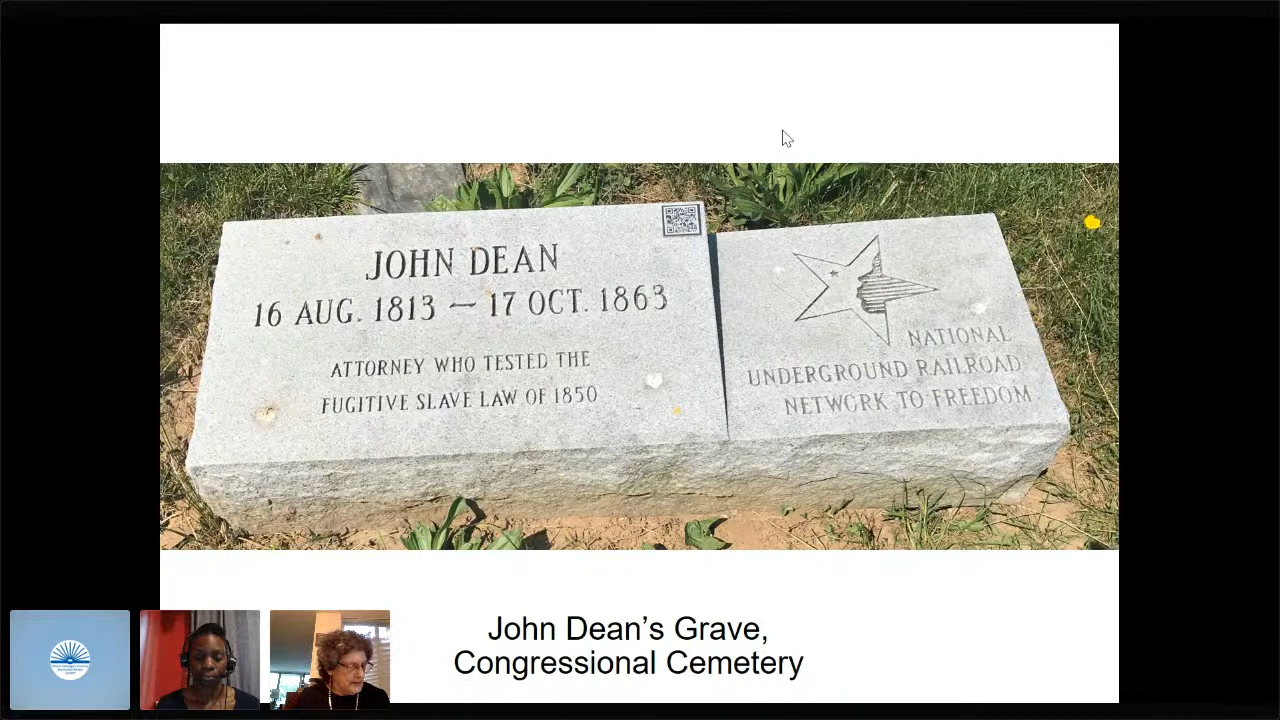 JOHN DEAN
16 AUG. 1813 — 17 OCT. 1863
ATTORNEY WHO TESTED THE
FUGITIVE SLAVE LAW OF 1850
NATIONAL
UNDERGROUND RAILROAD
NETWORK TO FREEDOM
John Dean’s Grave,
Congressional Cemetery